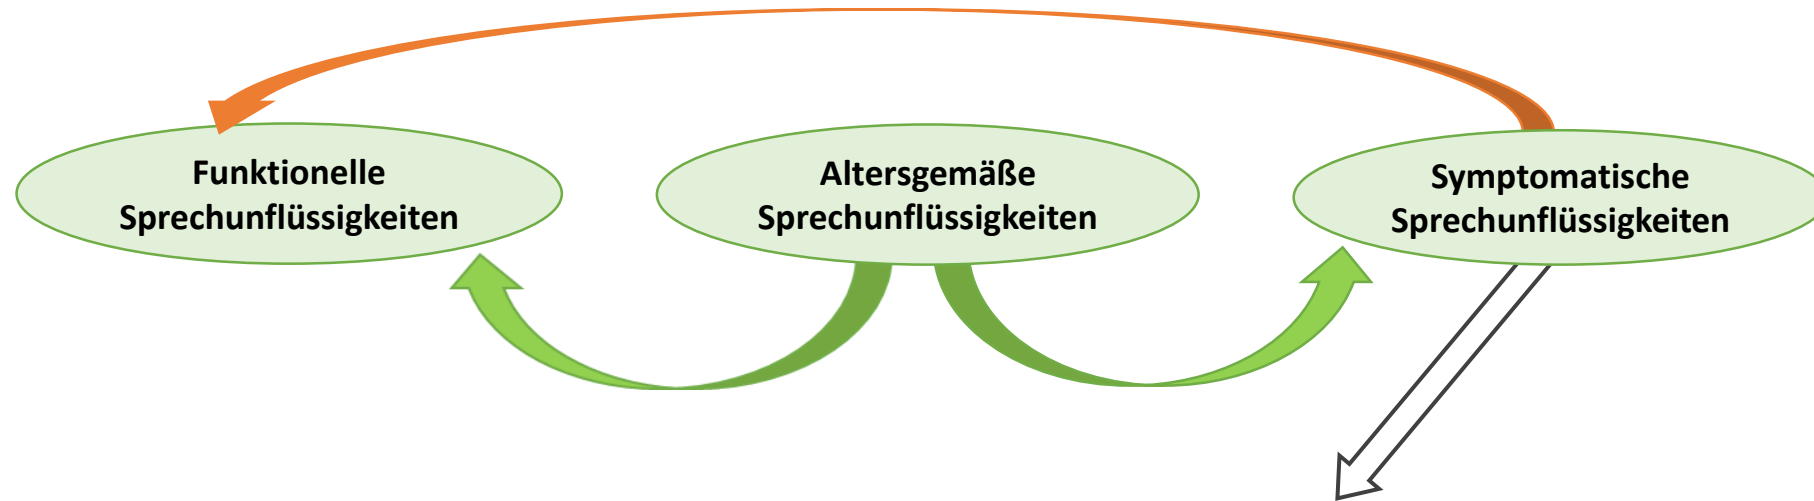 Funktionelle
Sprechunflüssigkeiten
Altersgemäße
Sprechunflüssigkeiten
Symptomatische
Sprechunflüssigkeiten